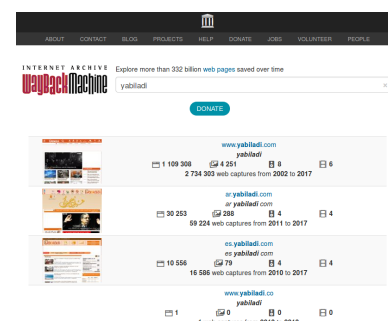 ABOUT CONTACT BLOG PROJECTS HELP DONATE JOBS VOLUNTEER PEOPLE
INTERNET ARCHIVE
WayBackMachine
Explore more than 332 billion web pages saved over time
yabiladi ×
DONATE
www.yabiladi.com
yabiladi
1 109 308 4 251 8 6
2 734 303 web captures from 2002 to 2017
ar.yabiladi.com
ar yabiladi com
30 253 288 4 4
59 224 web captures from 2011 to 2017
es.yabiladi.com
es yabiladi com
10 556 79 4 4
16 586 web captures from 2010 to 2017
www.yabiladi.co
yabiladi
1 0 0 0